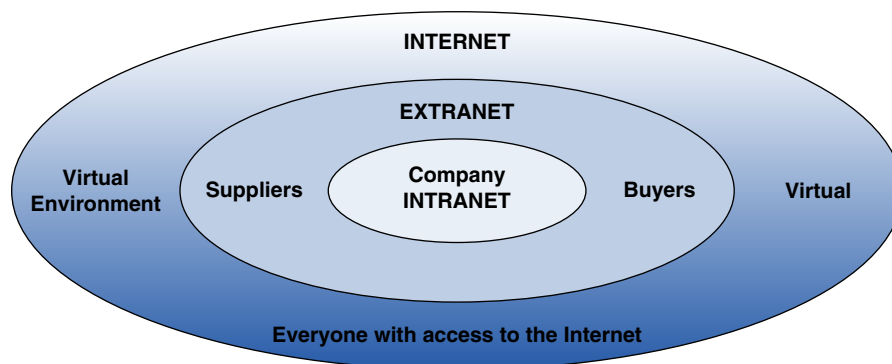 INTERNET
EXTRANET
Virtual
Environment
Suppliers
Company
INTRANET
Buyers
Virtual
Everyone with access to the Internet